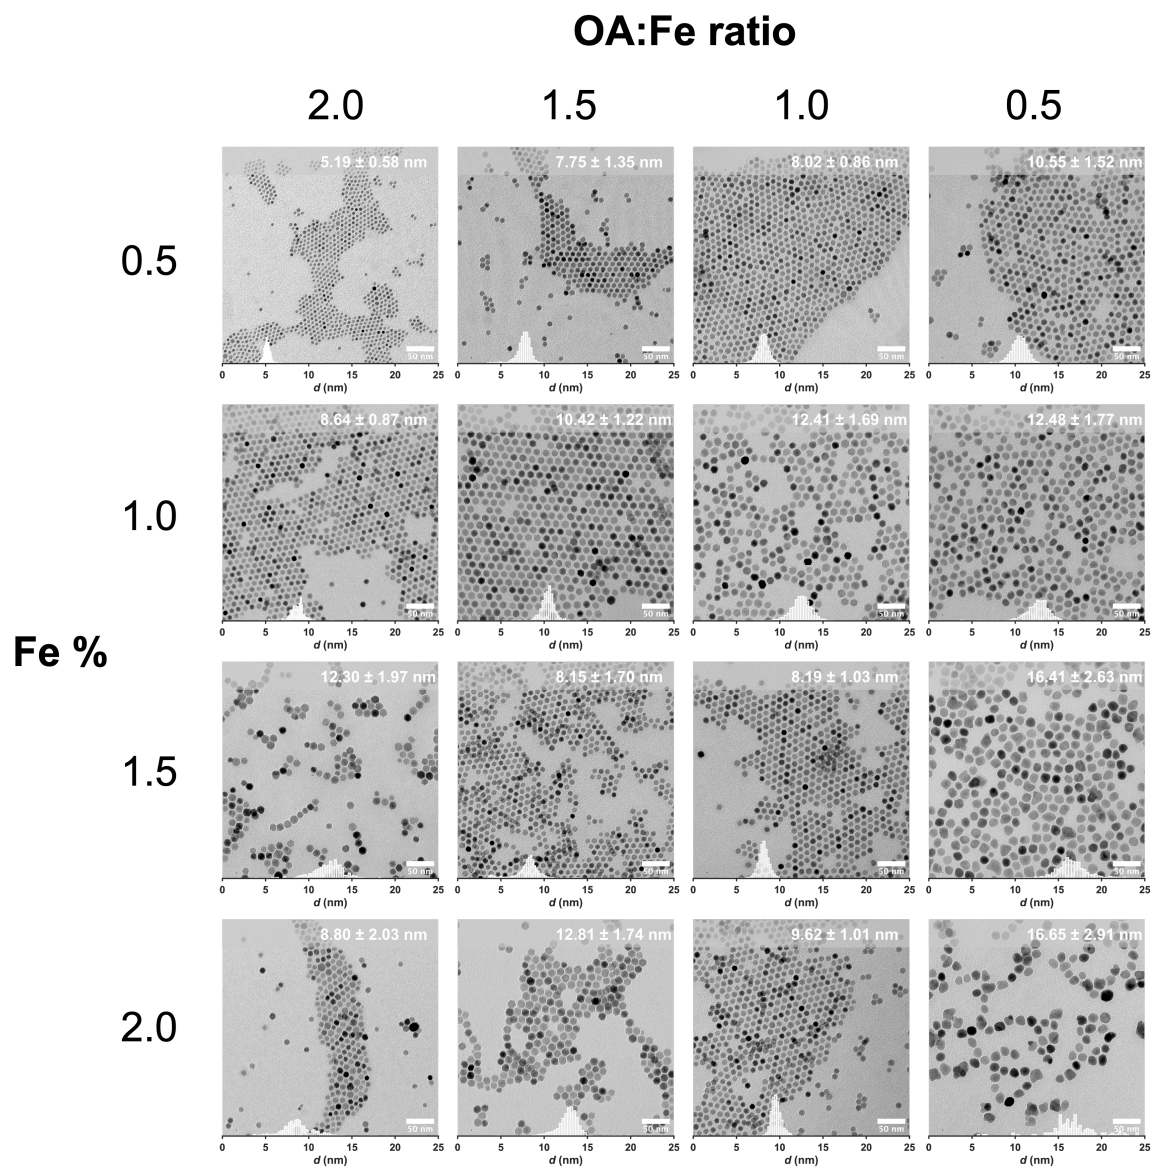 OA:Fe ratio
2.0 1.5 1.0 0.5
Fe %
0.5
5.19 ± 0.58 nm
50 nm
0 5 10 15 20 25
d (nm)
7.75 ± 1.35 nm
50 nm
0 5 10 15 20 25
d (nm)
8.02 ± 0.86 nm
50 nm
0 5 10 15 20 25
d (nm)
10.55 ± 1.52 nm
50 nm
0 5 10 15 20 25
d (nm)
1.0
8.64 ± 0.87 nm
50 nm
0 5 10 15 20 25
d (nm)
10.42 ± 1.22 nm
50 nm
0 5 10 15 20 25
d (nm)
12.41 ± 1.69 nm
50 nm
0 5 10 15 20 25
d (nm)
12.48 ± 1.77 nm
50 nm
0 5 10 15 20 25
d (nm)
1.5
12.30 ± 1.97 nm
50 nm
0 5 10 15 20 25
d (nm)
8.15 ± 1.70 nm
50 nm
0 5 10 15 20 25
d (nm)
8.19 ± 1.03 nm
50 nm
0 5 10 15 20 25
d (nm)
16.41 ± 2.63 nm
50 nm
0 5 10 15 20 25
d (nm)
2.0
8.80 ± 2.03 nm
50 nm
0 5 10 15 20 25
d (nm)
12.81 ± 1.74 nm
50 nm
0 5 10 15 20 25
d (nm)
9.62 ± 1.01 nm
50 nm
0 5 10 15 20 25
d (nm)
16.65 ± 2.91 nm
50 nm
0 5 10 15 20 25
d (nm)